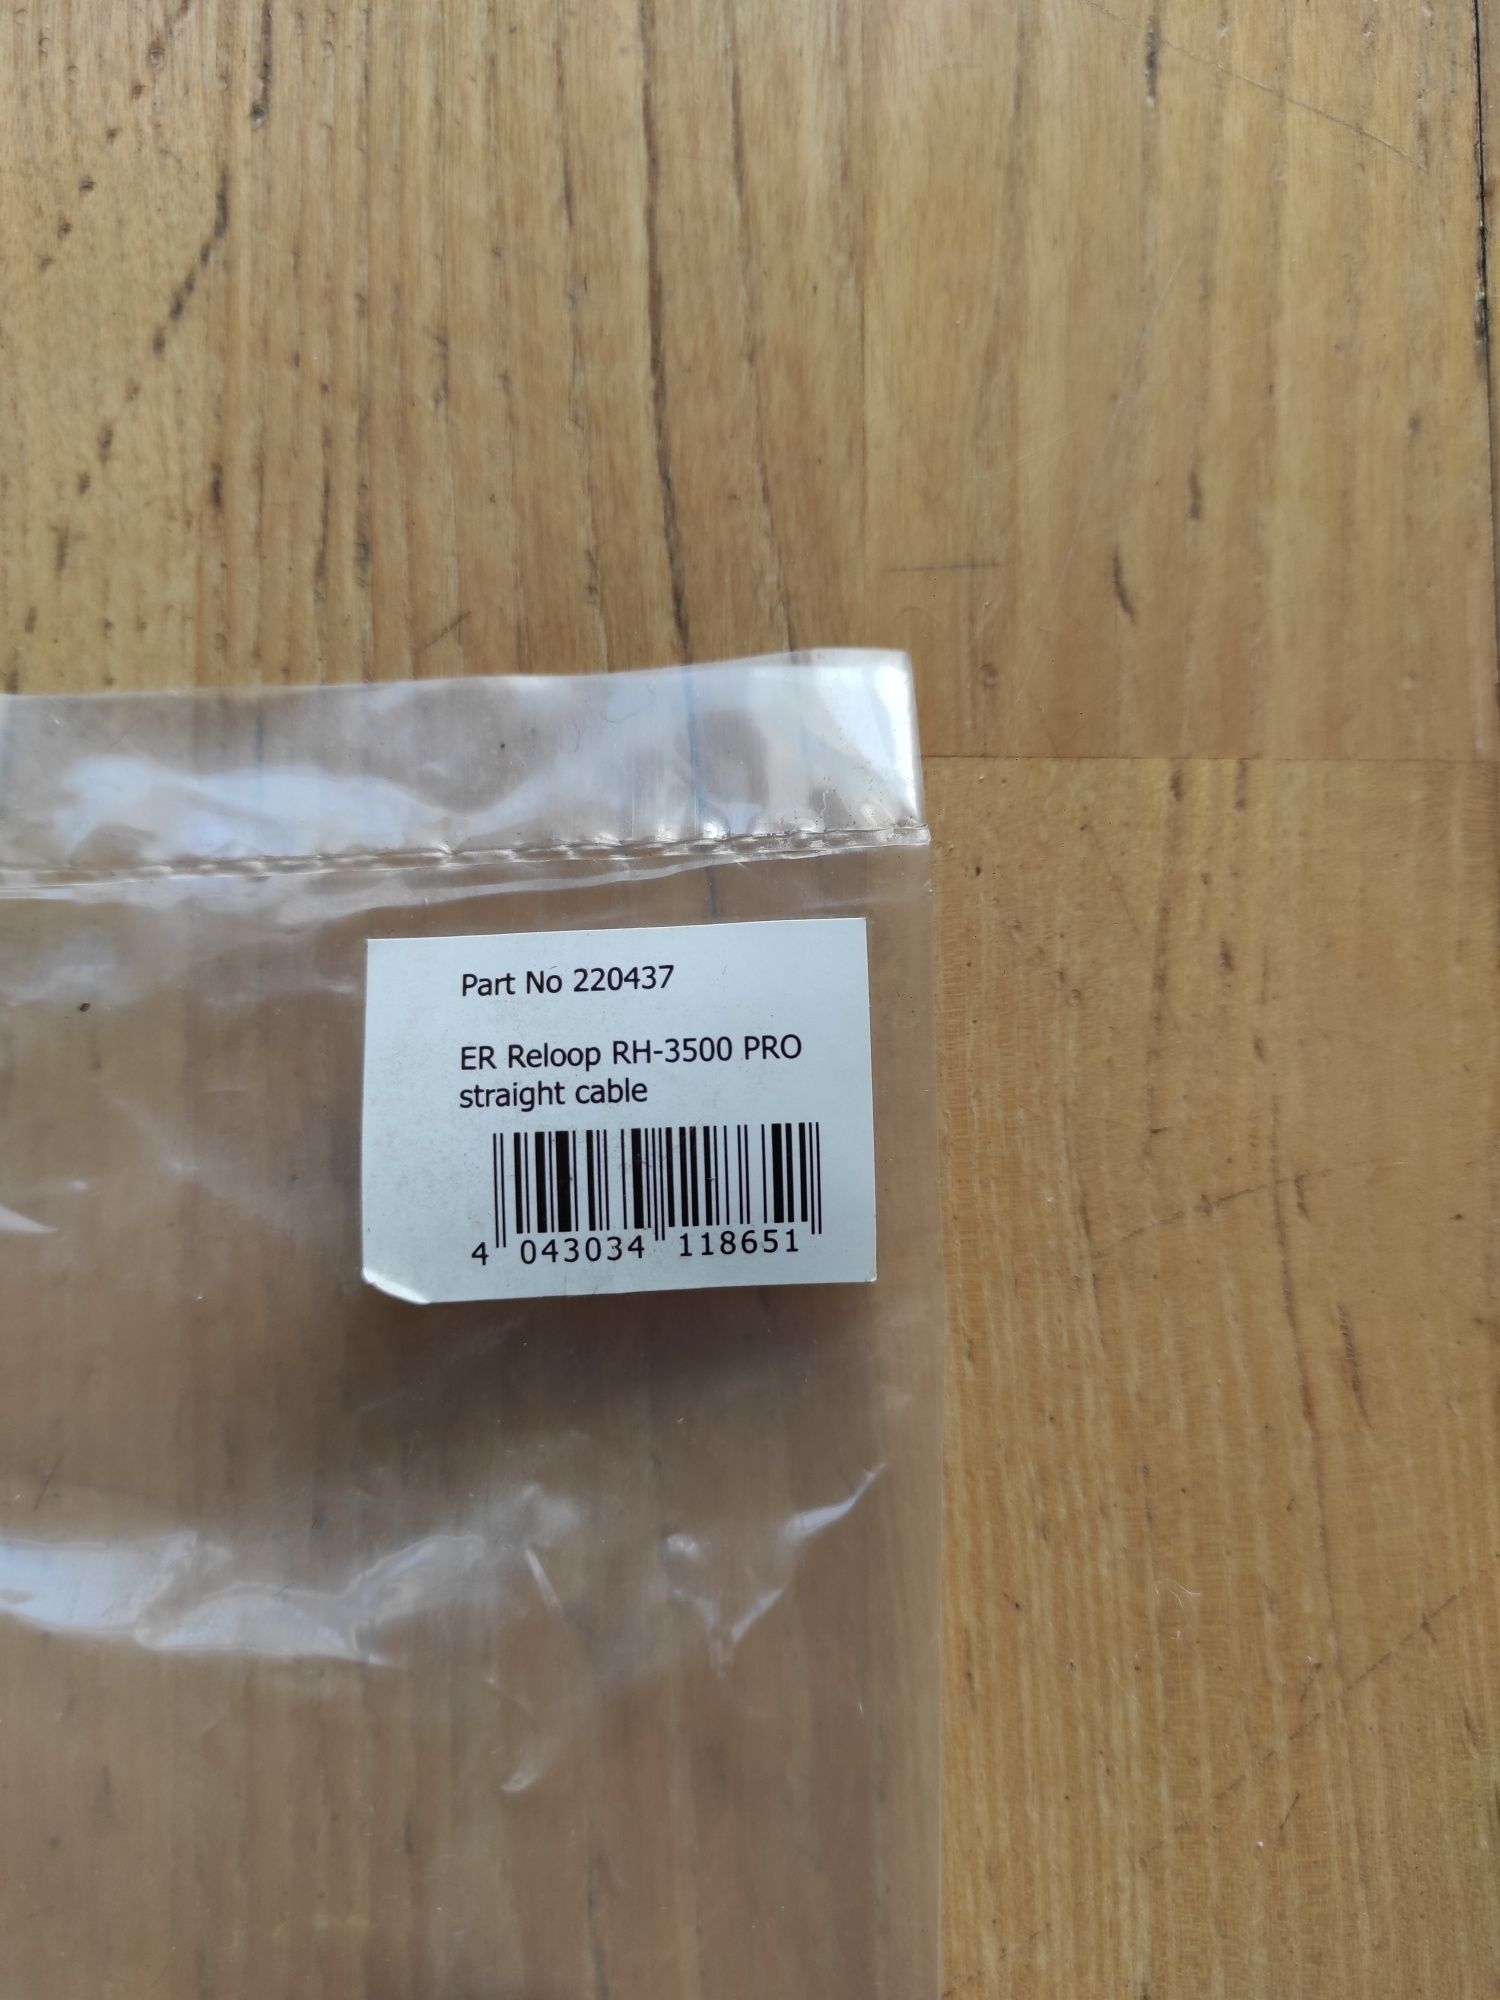 Part No 220437
ER Reloop RH-3500 PRO
straight cable
4 043034 118651